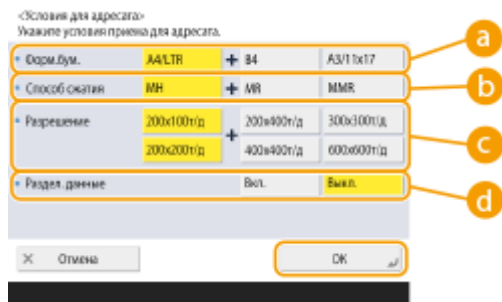 <Условия для адресата>
Укажите условия приема для адресата.
Форм.бум. A4/LTR + B4 A3/11x17 a
Способ сжатия MH + MR MMR b
Разрешение 200x100т/д + 200x400т/д 300x300т/д c
200x200т/д 400x400т/д 600x600т/д
Раздел. данные Вкл. Выкл. d
× Отмена OK